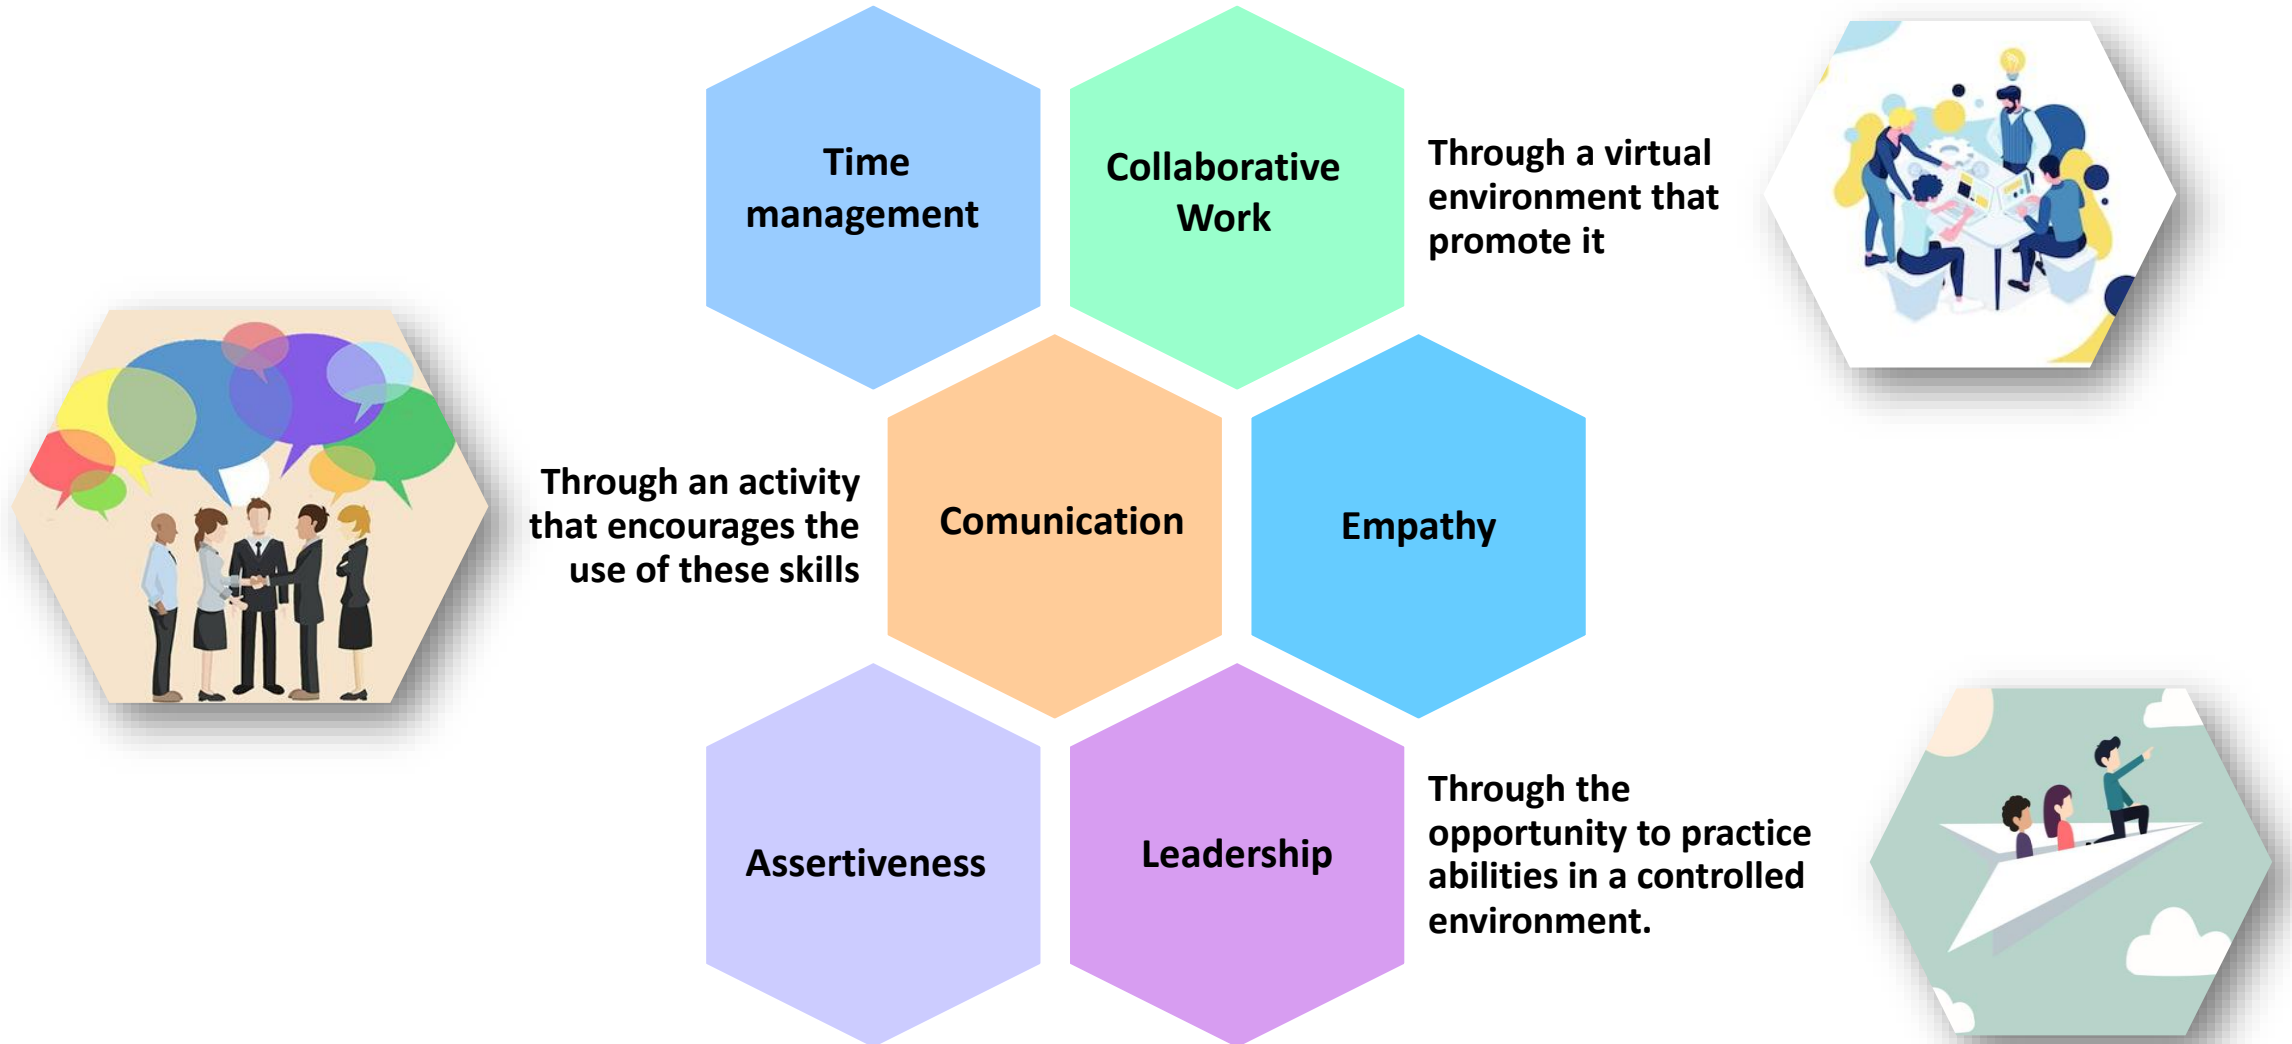 Time
management
Collaborative
Work
Through a virtual
environment that
promote it
Through an activity
that encourages the
use of these skills
Comunication
Empathy
Assertiveness
Leadership
Through the
opportunity to practice
abilities in a controlled
environment.